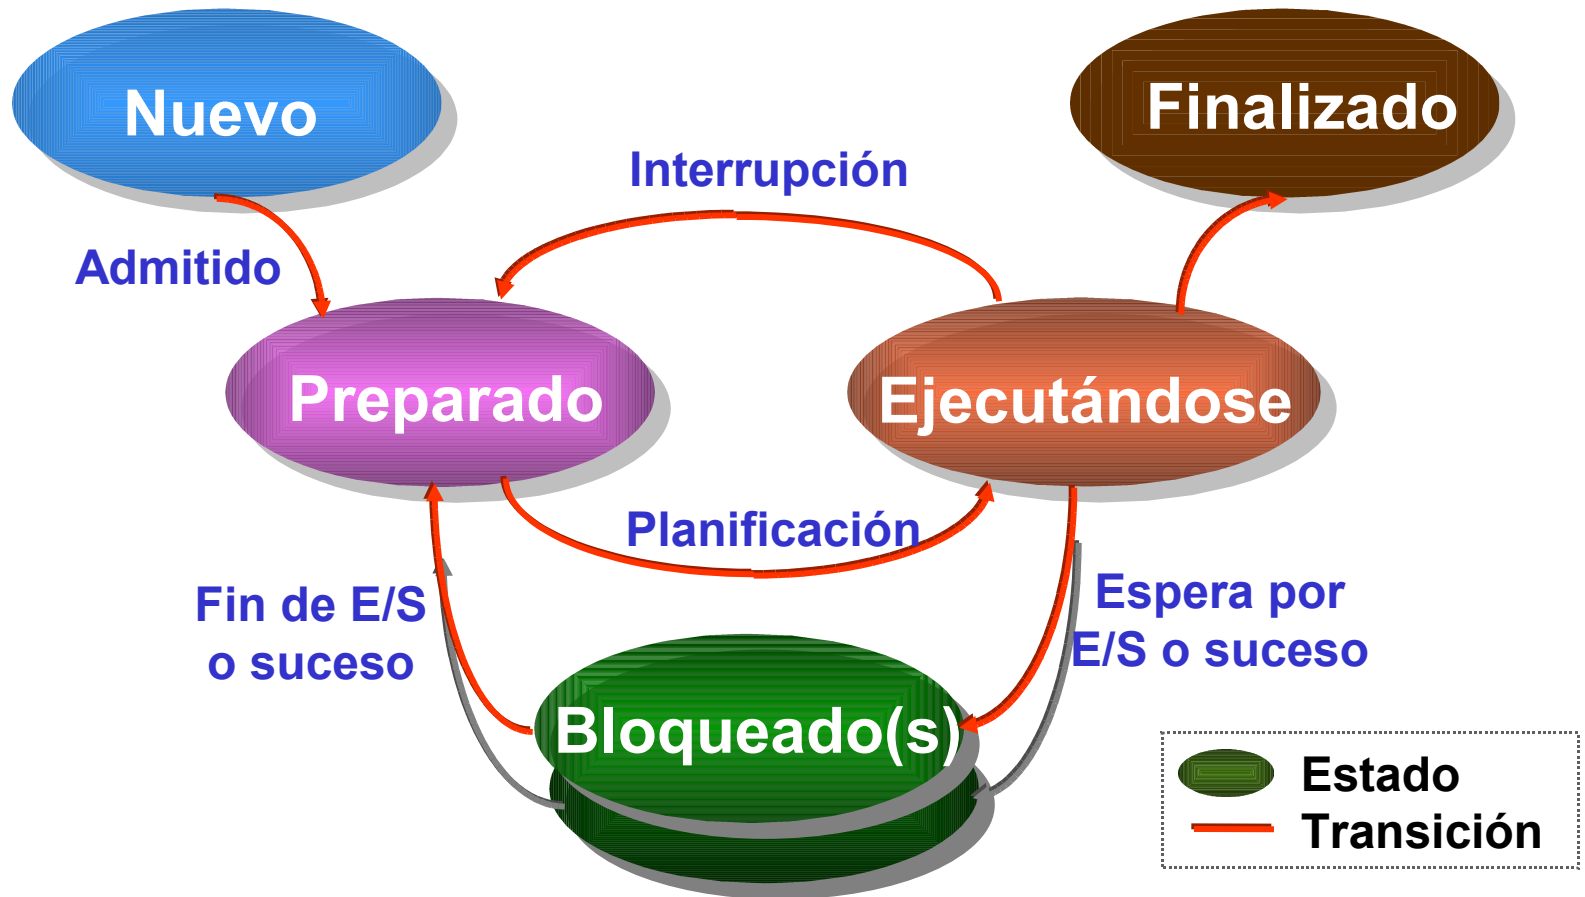 Nuevo
Finalizado
Interrupción
Admitido
Preparado
Ejecutándose
Planificación
Fin de E/S
o suceso
Espera por
E/S o suceso
Bloqueado(s)
Estado
Transición